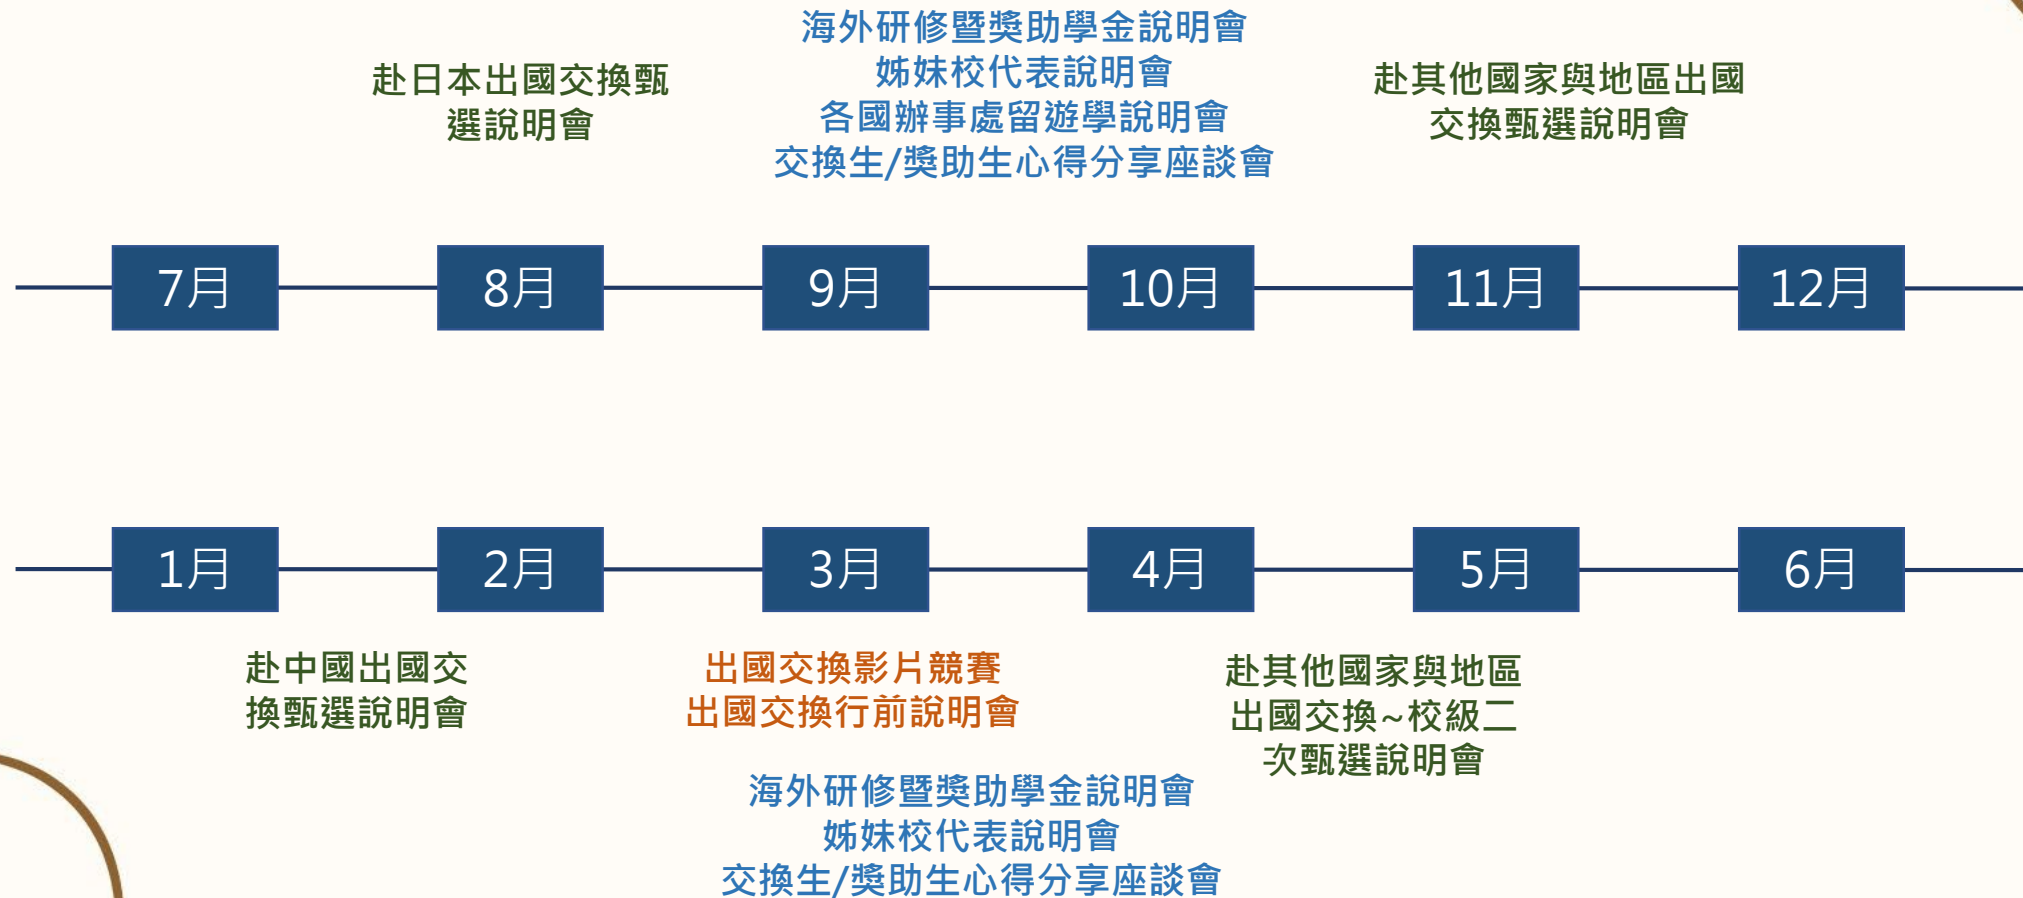 海外研修暨獎助學金說明會
姊妹校代表說明會
各國辦事處留遊學說明會
交換生/獎助生心得分享座談會
赴日本出國交換甄
選說明會
赴其他國家與地區出國
交換甄選說明會
7月
8月
9月
10月
11月
12月
1月
2月
3月
4月
5月
6月
赴中國出國交
換甄選說明會
出國交換影片競賽
出國交換行前說明會
赴其他國家與地區
出國交換~校級二
次甄選說明會
海外研修暨獎助學金說明會
姊妹校代表說明會
交換生/獎助生心得分享座談會